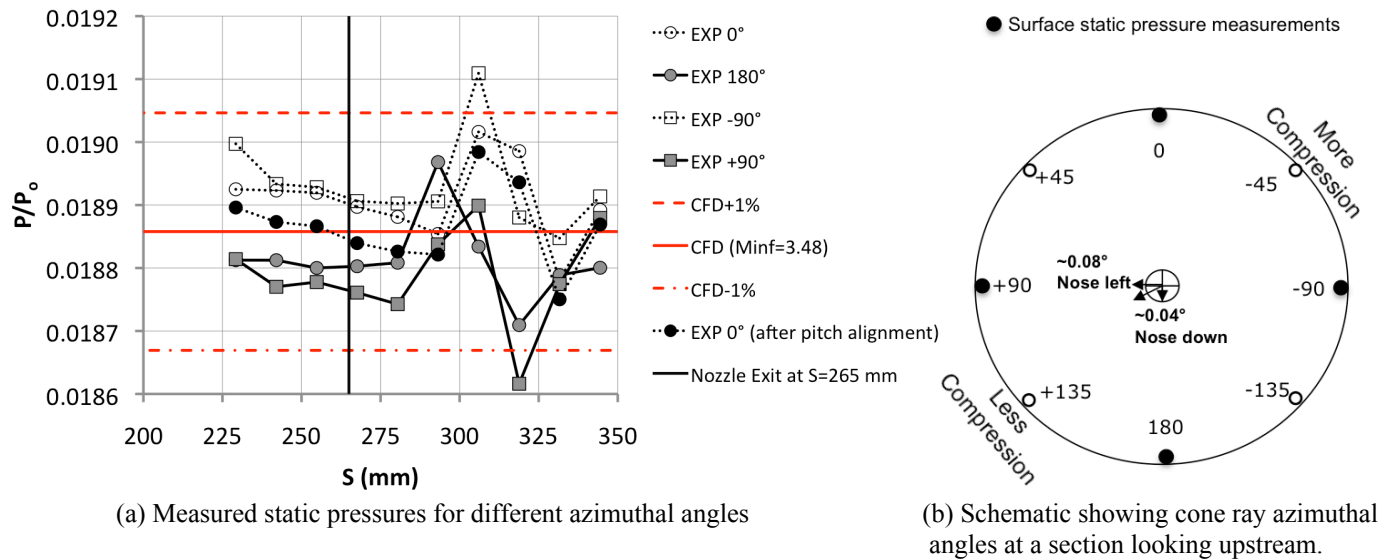 0.0192
0.0191
0.0190
0.0189
0.0188
0.0187
0.0186
P/Po
200
225
250
275
300
325
350
S (mm)
EXP 0°
EXP 180°
EXP -90°
EXP +90°
CFD+1%
CFD (Minf=3.48)
CFD-1%
EXP 0° (after pitch alignment)
Nozzle Exit at S=265 mm
(a) Measured static pressures for different azimuthal angles
Surface static pressure measurements
More
Compression
0
+45
-45
~0.08°
Nose left
+90
-90
~0.04°
Nose down
+135
-135
Less
Compression
180
(b) Schematic showing cone ray azimuthal
angles at a section looking upstream.